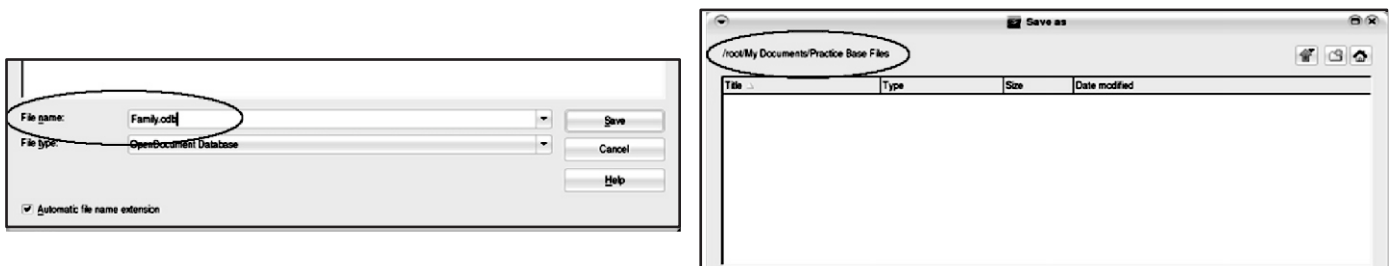 File name:
Family.odb
Save
File type:
OpenDocument Database
Cancel
Help
Automatic file name extension
Save as
/root/My Documents/Practice Base Files
Title
Type
Size
Date modified